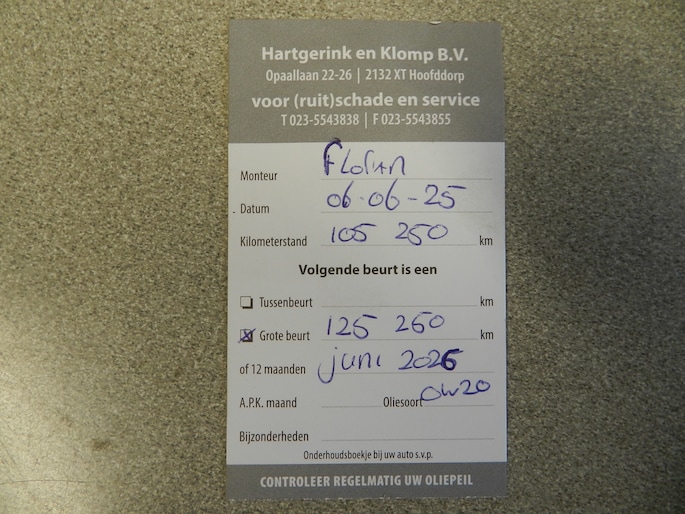 Hartgerink en Klomp B.V.
Opaallaan 22-26 | 2132 XT Hoofddorp
voor (ruit)schade en service
T 023-5543838 | F 023-5543855
Monteur Florian
Datum 06-06-25
Kilometerstand 105 250 km
Volgende beurt is een
Tussenbeurt km
Grote beurt 125 250 km
of 12 maanden juni 2026
A.P.K. maand Oliesoort 0W20
Bijzonderheden
Onderhoudsboekje bij uw auto s.v.p.
CONTROLEER REGELMATIG UW OLIEPEIL